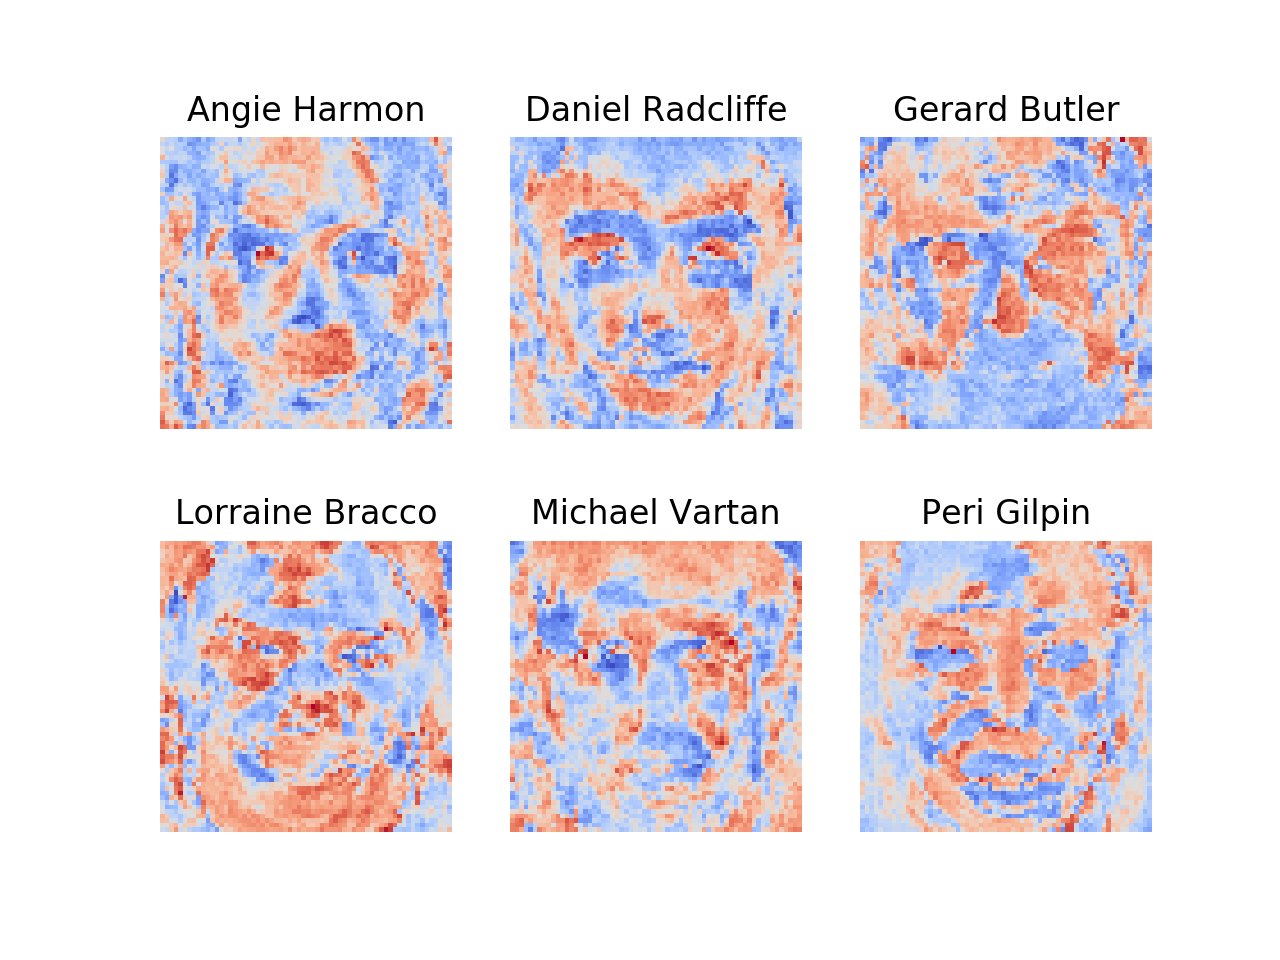 Angie Harmon
Daniel Radcliffe
Gerard Butler
Lorraine Bracco
Michael Vartan
Peri Gilpin